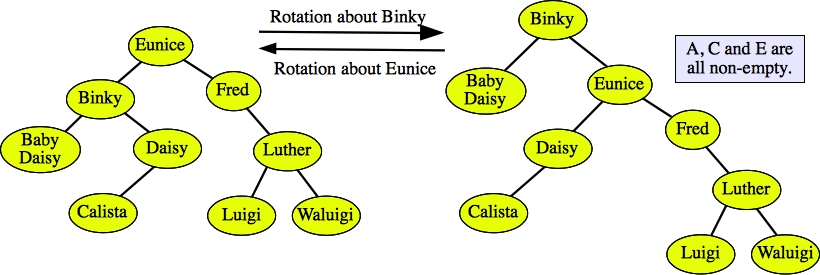 Rotation about Binky
Rotation about Eunice
A, C and E are
all non-empty.
Eunice
Binky
Fred
Baby
Daisy
Daisy
Luther
Calista
Luigi
Waluigi
Binky
Baby
Daisy
Eunice
Daisy
Fred
Calista
Luther
Luigi
Waluigi